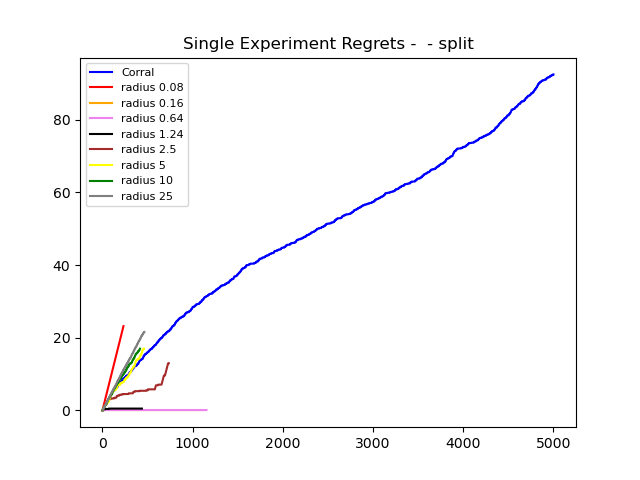 Single Experiment Regrets -  - split
Corral
radius 0.08
radius 0.16
radius 0.64
radius 1.24
radius 2.5
radius 5
radius 10
radius 25
80
60
40
20
0
0 1000 2000 3000 4000 5000